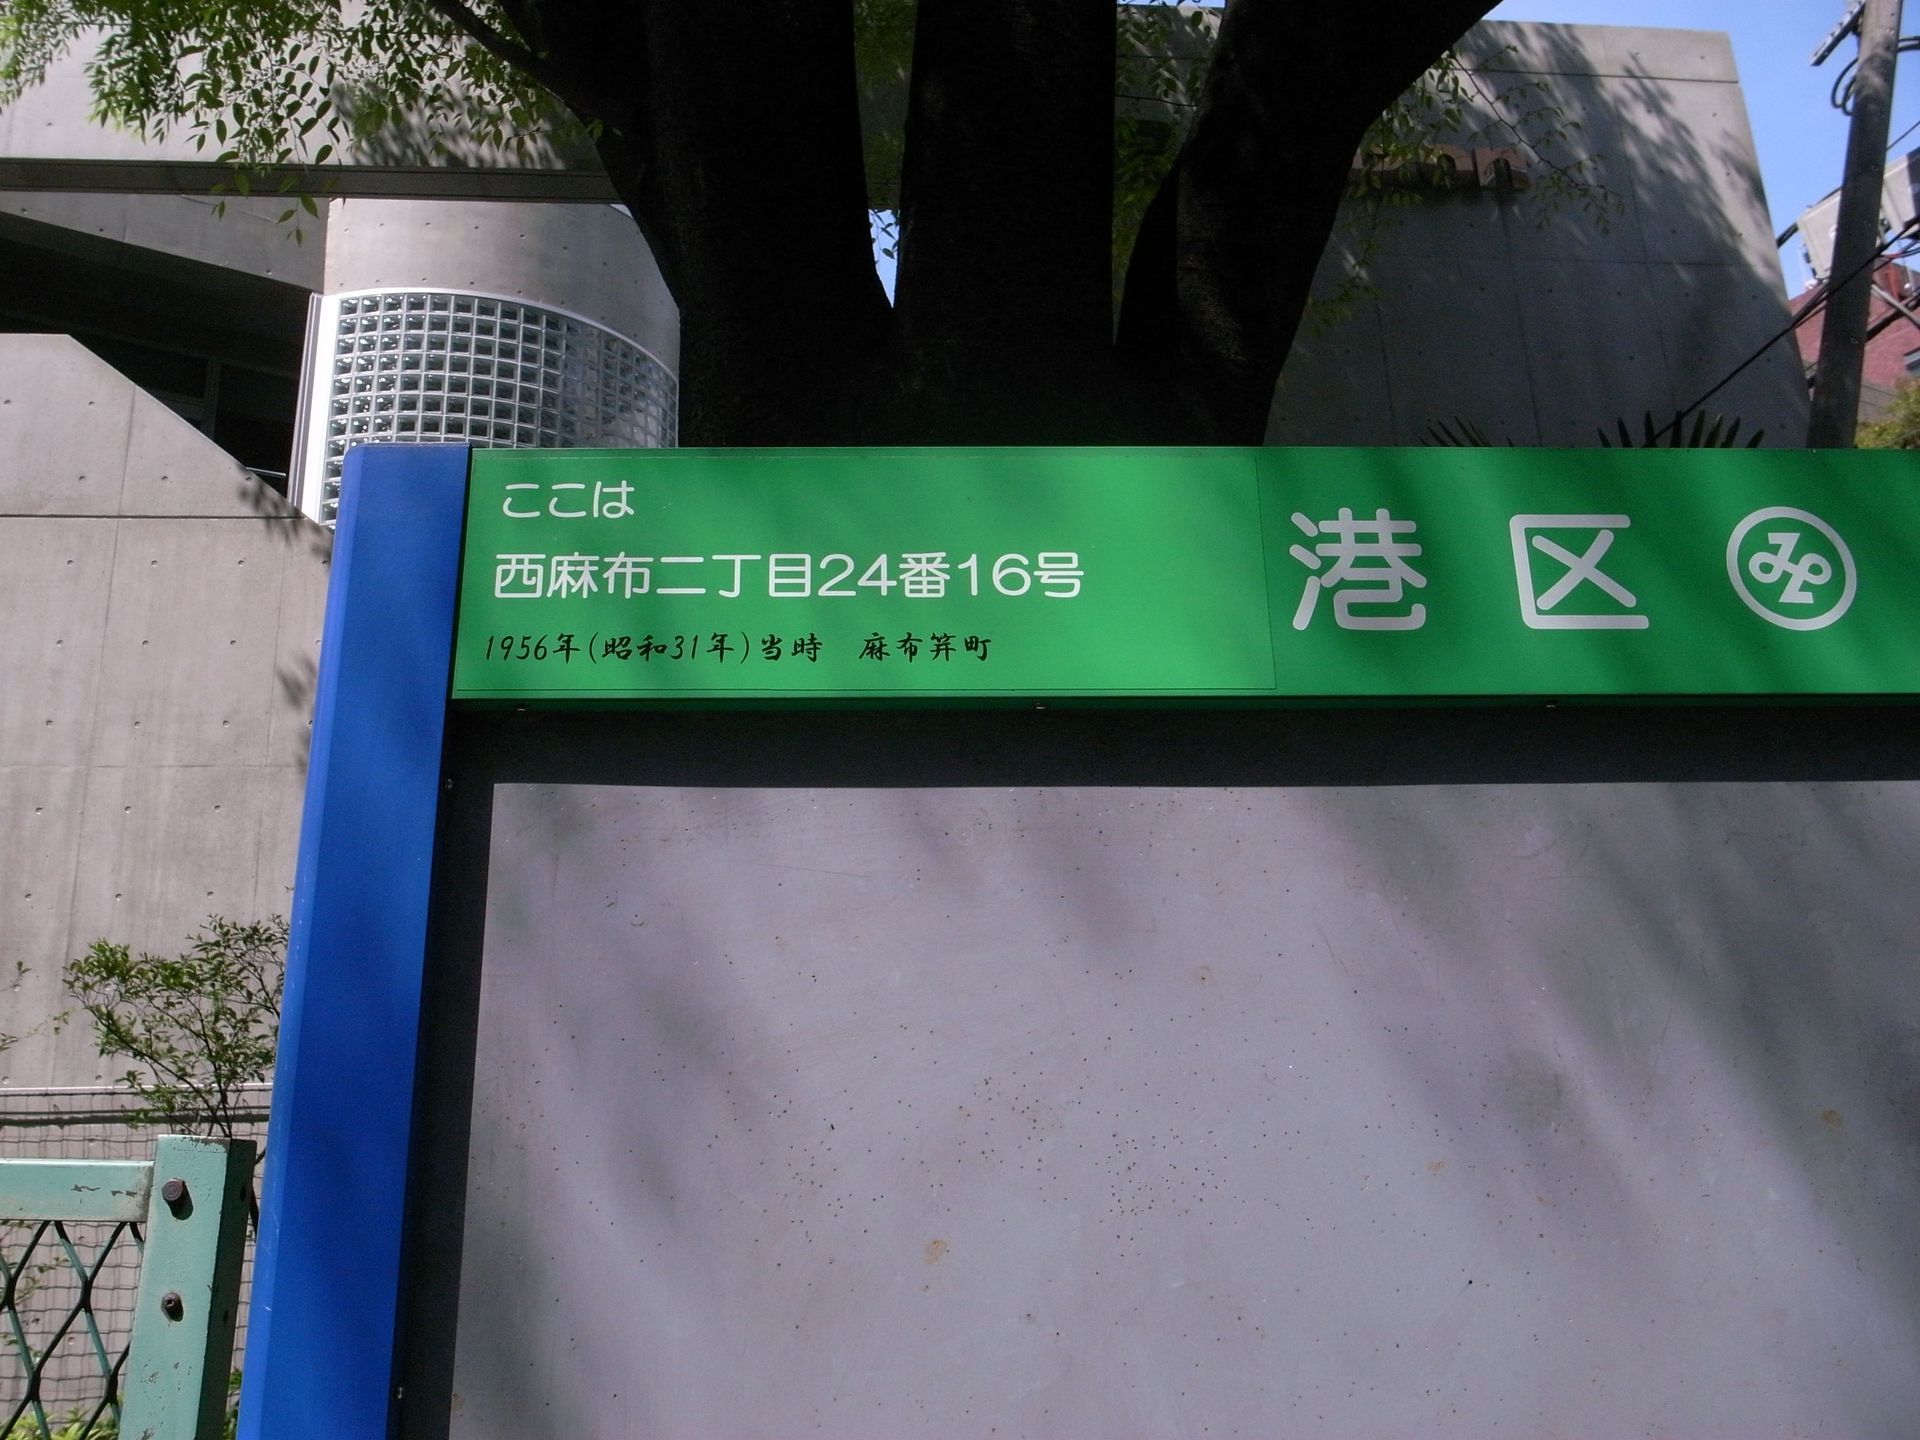 ここは
西麻布二丁目24番16号
1956年(昭和31年)当時　麻布笄町
港区